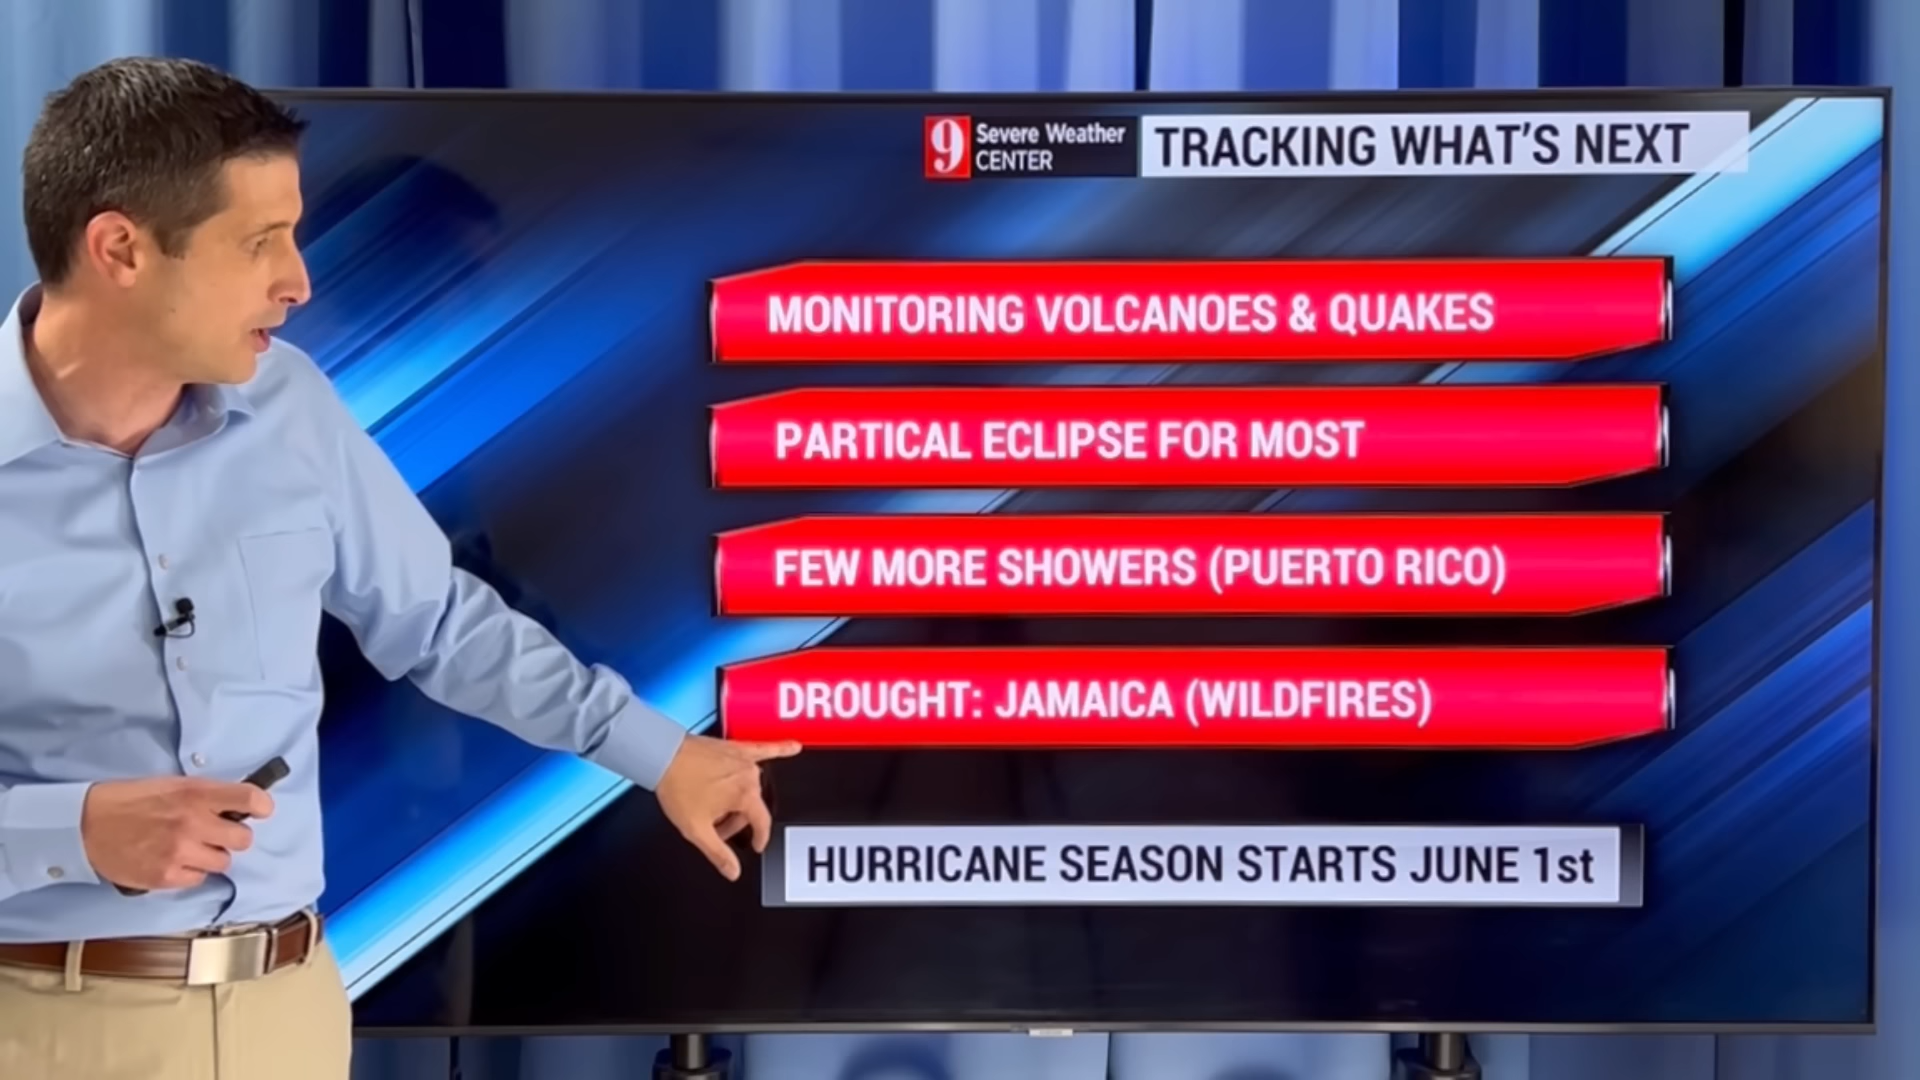 9 Severe Weather
CENTER
TRACKING WHAT'S NEXT
MONITORING VOLCANOES & QUAKES
PARTICAL ECLIPSE FOR MOST
FEW MORE SHOWERS (PUERTO RICO)
DROUGHT: JAMAICA (WILDFIRES)
HURRICANE SEASON STARTS JUNE 1st